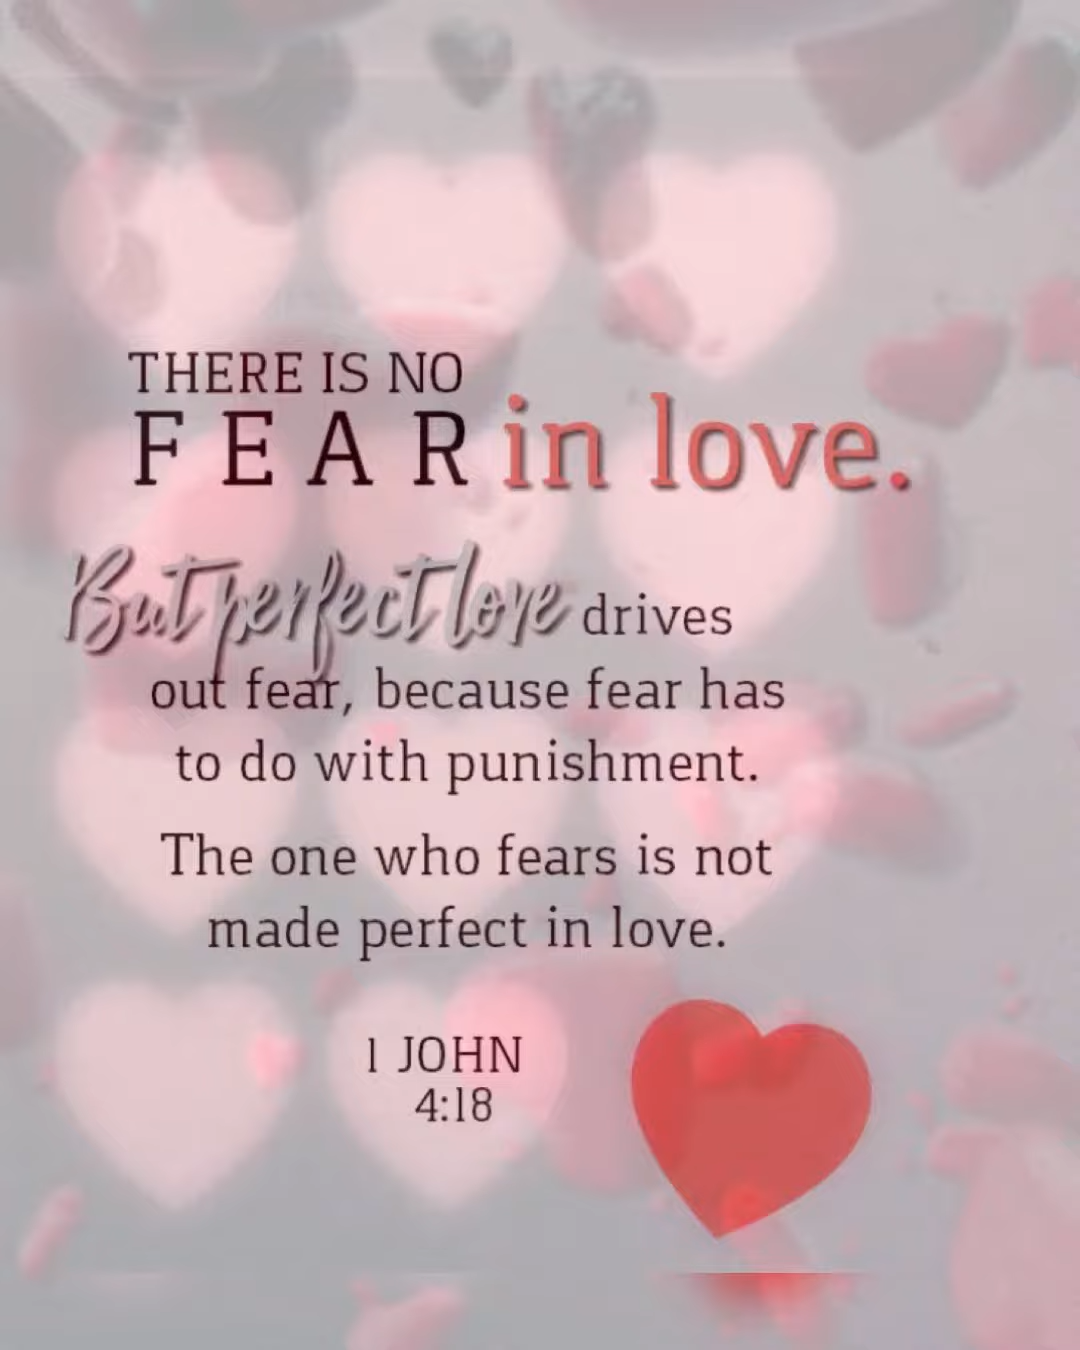 THERE IS NO
FEAR in love.
But perfect love drives
out fear, because fear has
to do with punishment.
The one who fears is not
made perfect in love.
1 JOHN
4:18